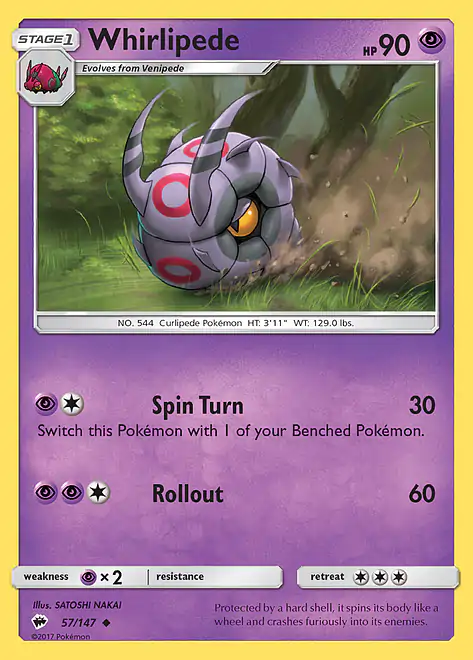 STAGE 1
Whirlipede
HP 90
Evolves from Venipede
NO. 544 Curlipede Pokémon HT: 3'11" WT: 129.0 lbs.
Spin Turn 30
Switch this Pokémon with 1 of your Benched Pokémon.
Rollout 60
weakness ×2 resistance retreat
Illus. SATOSHI NAKAI
57/147
©2017 Pokémon
Protected by a hard shell, it spins its body like a
wheel and crashes furiously into its enemies.